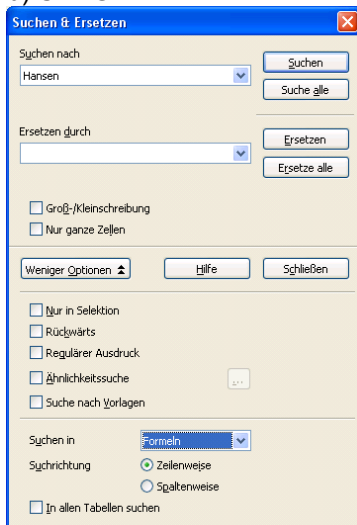 Suchen & Ersetzen
Suchen nach
Hansen
Suchen
Suche alle
Ersetzen durch
Ersetzen
Ersetze alle
Groß-/Kleinschreibung
Nur ganze Zellen
Weniger Optionen
Hilfe
Schließen
Nur in Selektion
Rückwärts
Regulärer Ausdruck
Ähnlichkeitssuche
...
Suche nach Vorlagen
Suchen in
Formeln
Suchrichtung
Zeilenweise
Spaltenweise
In allen Tabellen suchen